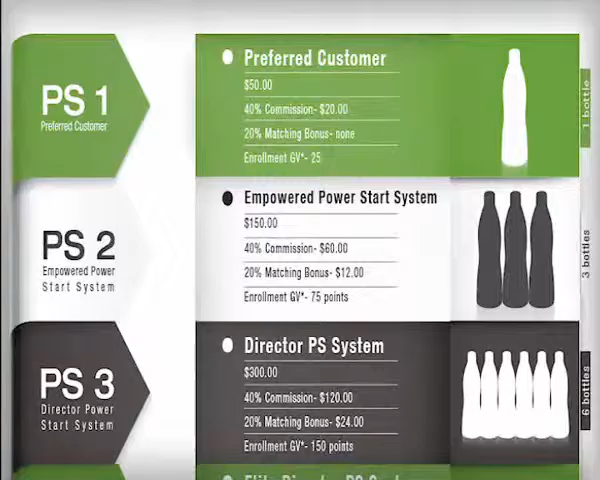 PS 1
Preferred Customer
Preferred Customer
$50.00
40% Commission- $20.00
20% Matching Bonus- none
Enrollment GV*- 25
1 bottle
PS 2
Empowered Power
Start System
Empowered Power Start System
$150.00
40% Commission- $60.00
20% Matching Bonus- $12.00
Enrollment GV*- 75 points
3 bottles
PS 3
Director Power
Start System
Director PS System
$300.00
40% Commission- $120.00
20% Matching Bonus- $24.00
Enrollment GV*- 150 points
6 bottles